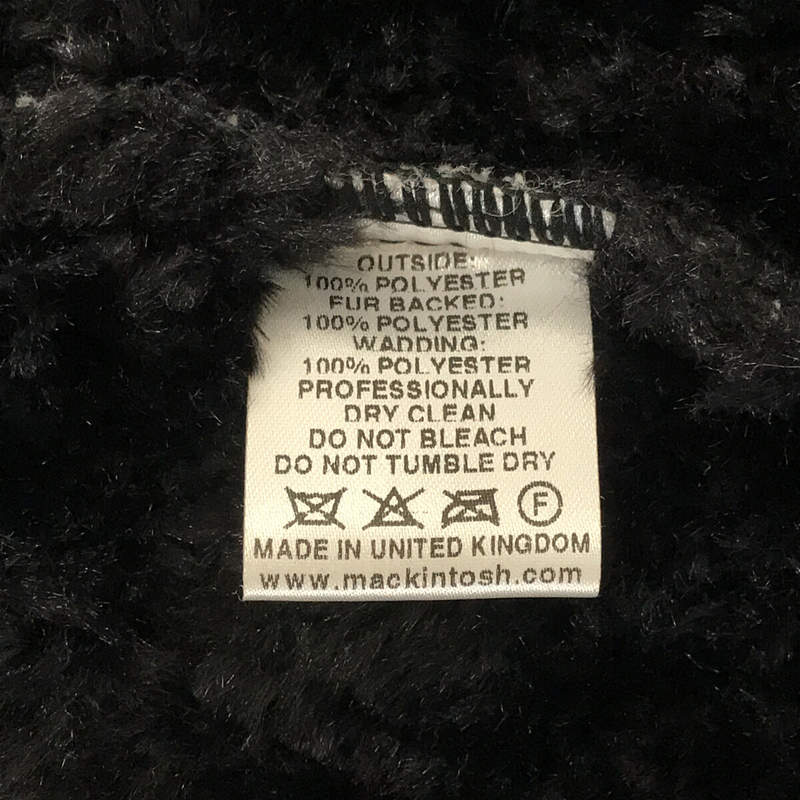 OUTSIDE:
100% POLYESTER
FUR BACKED:
100% POLYESTER
WADDING:
100% POLYESTER
PROFESSIONALLY
DRY CLEAN
DO NOT BLEACH
DO NOT TUMBLE DRY
F
MADE IN UNITED KINGDOM
www.mackintosh.com